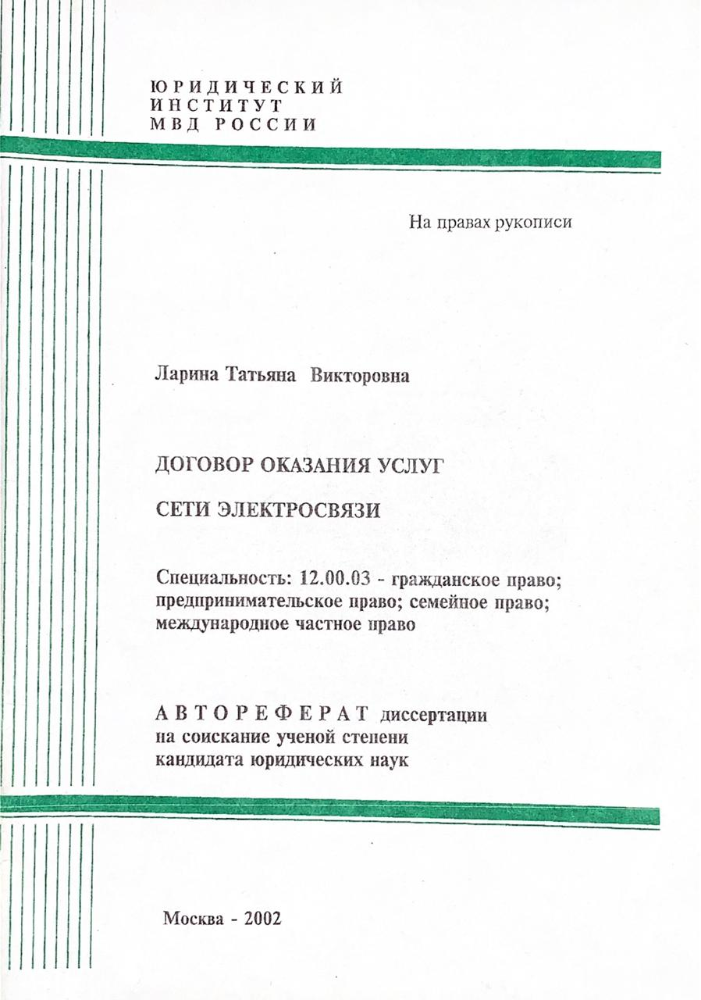 ЮРИДИЧЕСКИЙ
ИНСТИТУТ
МВД РОССИИ
На правах рукописи
Ларина Татьяна Викторовна
ДОГОВОР ОКАЗАНИЯ УСЛУГ
СЕТИ ЭЛЕКТРОСВЯЗИ
Специальность: 12.00.03 - гражданское право;
предпринимательское право; семейное право;
международное частное право
АВТОРЕФЕРАТ диссертации
на соискание ученой степени
кандидата юридических наук
Москва - 2002